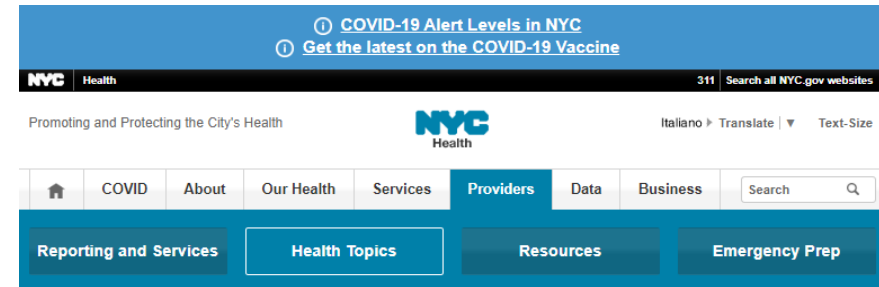 COVID-19 Alert Levels in NYC
Get the latest on the COVID-19 Vaccine
NYC Health 311 Search all NYC.gov websites
Promoting and Protecting the City's Health
NYC
Health
Italiano Translate Text-Size
COVID About Our Health Services Providers Data Business Search
Reporting and Services Health Topics Resources Emergency Prep